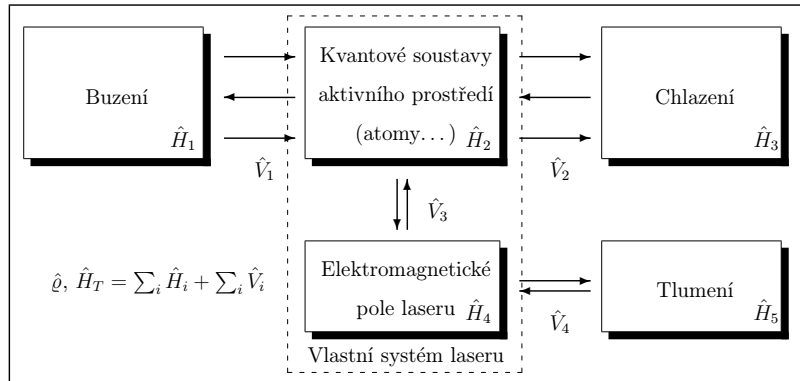 Buzení
Ĥ₁
V̂₁
Kvantové soustavy
aktivního prostředí
(atomy...)
Ĥ₂
V̂₂
Chlazení
Ĥ₃
V̂₃
ϱ̂, Ĥ_T = ∑ᵢ Ĥᵢ + ∑ᵢ V̂ᵢ
Elektromagnetické
pole laseru
Ĥ₄
V̂₄
Tlumení
Ĥ₅
Vlastní systém laseru